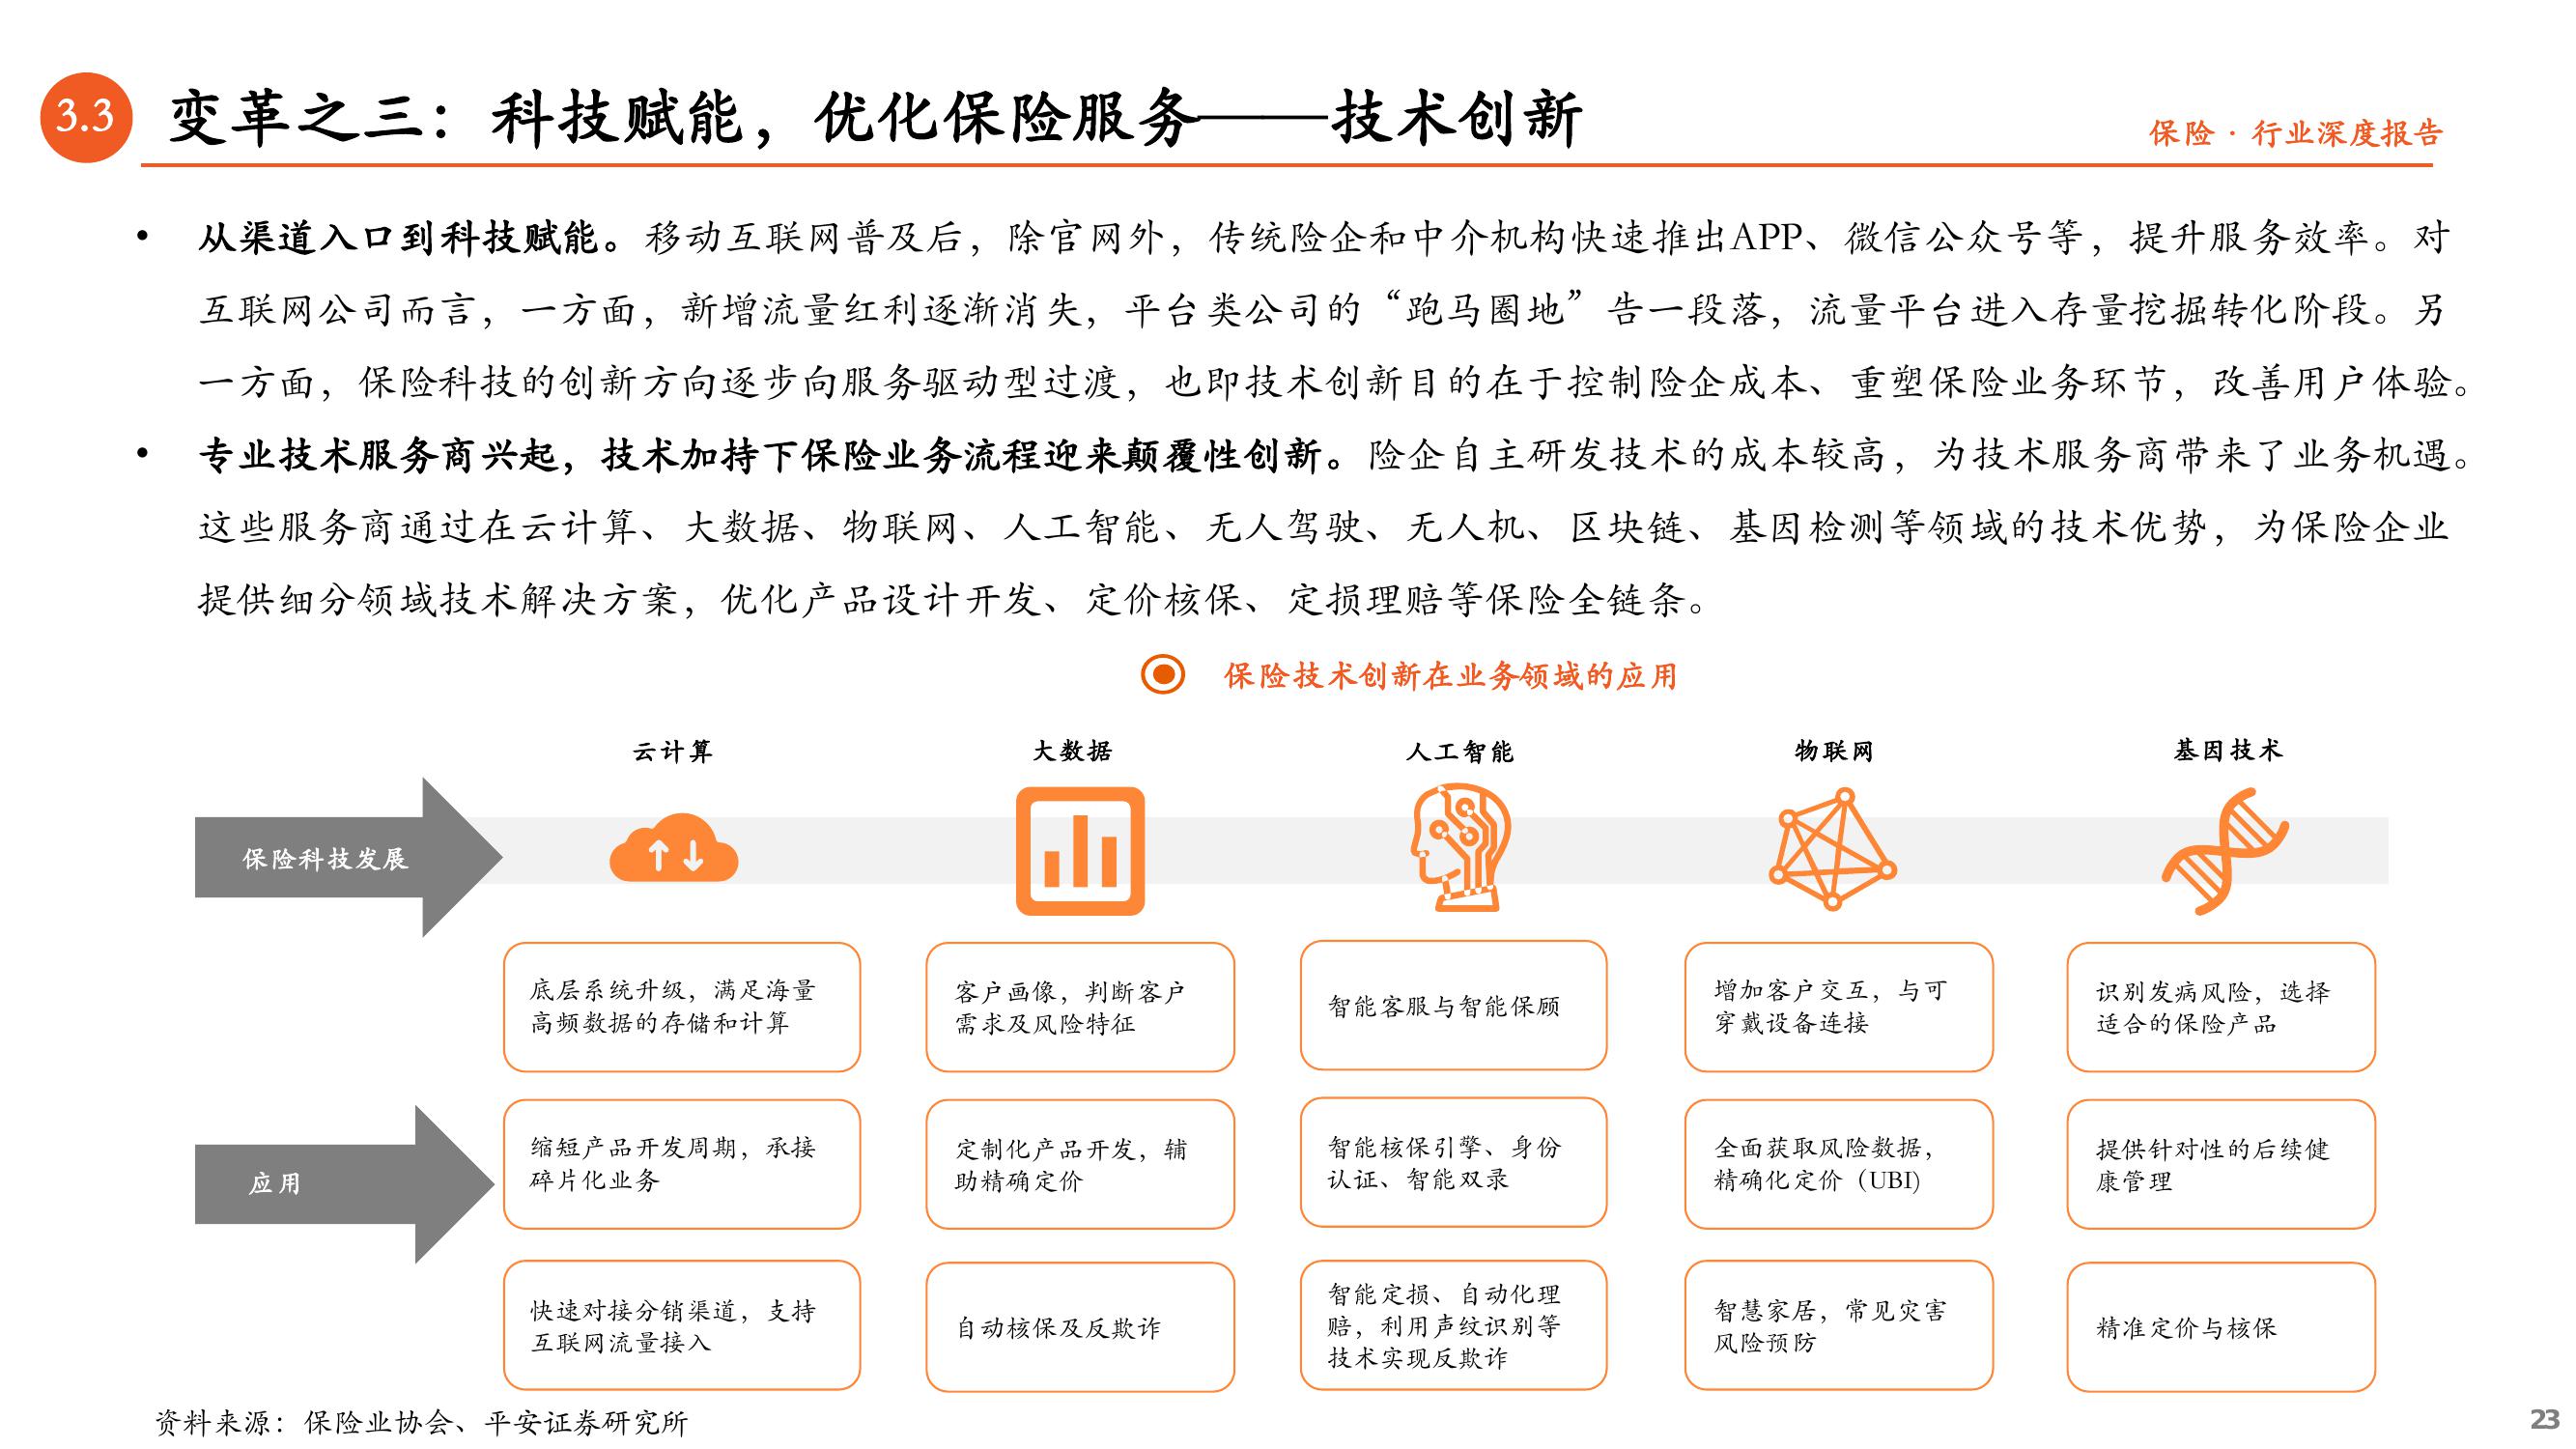 3.3
变革之三：科技赋能，优化保险服务——技术创新
保险 · 行业深度报告
• 从渠道入口到科技赋能。移动互联网普及后，除官网外，传统险企和中介机构快速推出APP、微信公众号等，提升服务效率。对
互联网公司而言，一方面，新增流量红利逐渐消失，平台类公司的“跑马圈地”告一段落，流量平台进入存量挖掘转化阶段。另
一方面，保险科技的创新方向逐步向服务驱动型过渡，也即技术创新目的在于控制险企成本、重塑保险业务环节，改善用户体验。
• 专业技术服务商兴起，技术加持下保险业务流程迎来颠覆性创新。险企自主研发技术的成本较高，为技术服务商带来了业务机遇。
这些服务商通过在云计算、大数据、物联网、人工智能、无人驾驶、无人机、区块链、基因检测等领域的技术优势，为保险企业
提供细分领域技术解决方案，优化产品设计开发、定价核保、定损理赔等保险全链条。
保险技术创新在业务领域的应用
云计算
大数据
人工智能
物联网
基因技术
保险科技发展
底层系统升级，满足海量
高频数据的存储和计算
客户画像，判断客户
需求及风险特征
智能客服与智能保顾
增加客户交互，与可
穿戴设备连接
识别发病风险，选择
适合的保险产品
应用
缩短产品开发周期，承接
碎片化业务
定制化产品开发，辅
助精确定价
智能核保引擎、身份
认证、智能双录
全面获取风险数据，
精确化定价（UBI)
提供针对性的后续健
康管理
快速对接分销渠道，支持
互联网流量接入
自动核保及反欺诈
智能定损、自动化理
赔，利用声纹识别等
技术实现反欺诈
智慧家居，常见灾害
风险预防
精准定价与核保
资料来源：保险业协会、平安证券研究所
23